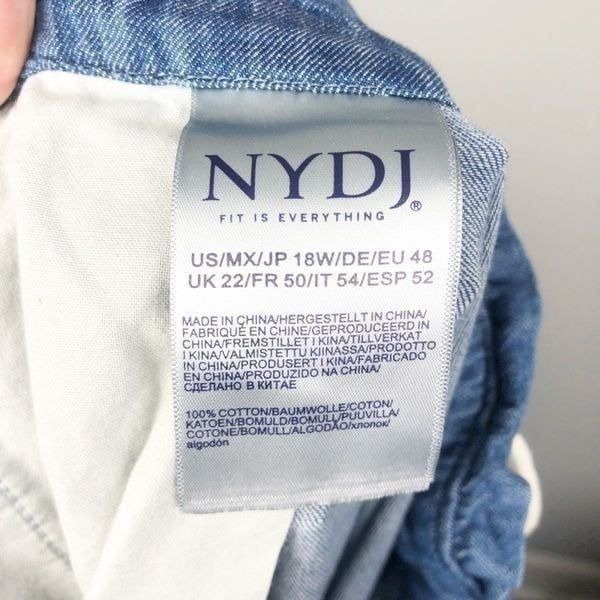 NYDJ®
FIT IS EVERYTHING
US/MX/JP 18W/DE/EU 48
UK 22/FR 50/IT 54/ESP 52
MADE IN CHINA/HERGESTELLT IN CHINA/
FABRIQUÉ EN CHINE/GEPRODUCEERD IN
CHINA/FREMSTILLET I KINA/TILLVERKAT
I KINA/VALMISTETTU KIINASSA/PRODOTTO
IN CHINA/PRODUSERT I KINA/FABRICADO
EN CHINA/PRODUZIDO NA CHINA/
СДЕЛАНО В КИТАЕ
100% COTTON/BAUMWOLLE/COTON/
KATOEN/BOMULD/BOMULL/PUUVILLA/
COTONE/BOMULL/ALGODÃO/хлопок/
algodón